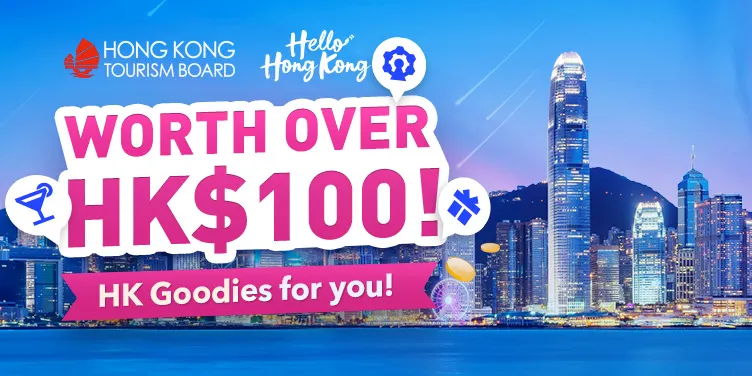 HONG KONG
TOURISM BOARD
Hello
Hong Kong
WORTH OVER
HK$100!
HK Goodies for you!